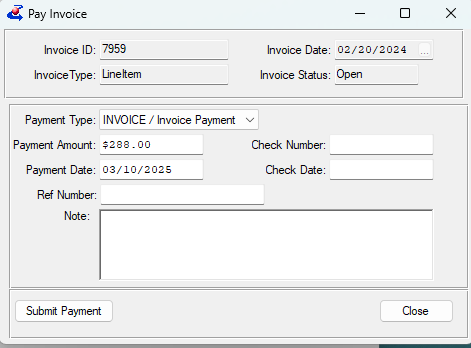 Pay Invoice
Invoice ID: 7959 Invoice Date: 02/20/2024 ...
InvoiceType: LineItem Invoice Status: Open
Payment Type: INVOICE / Invoice Payment
Payment Amount: $288.00 Check Number:
Payment Date: 03/10/2025 Check Date:
Ref Number:
Note:
Submit Payment Close